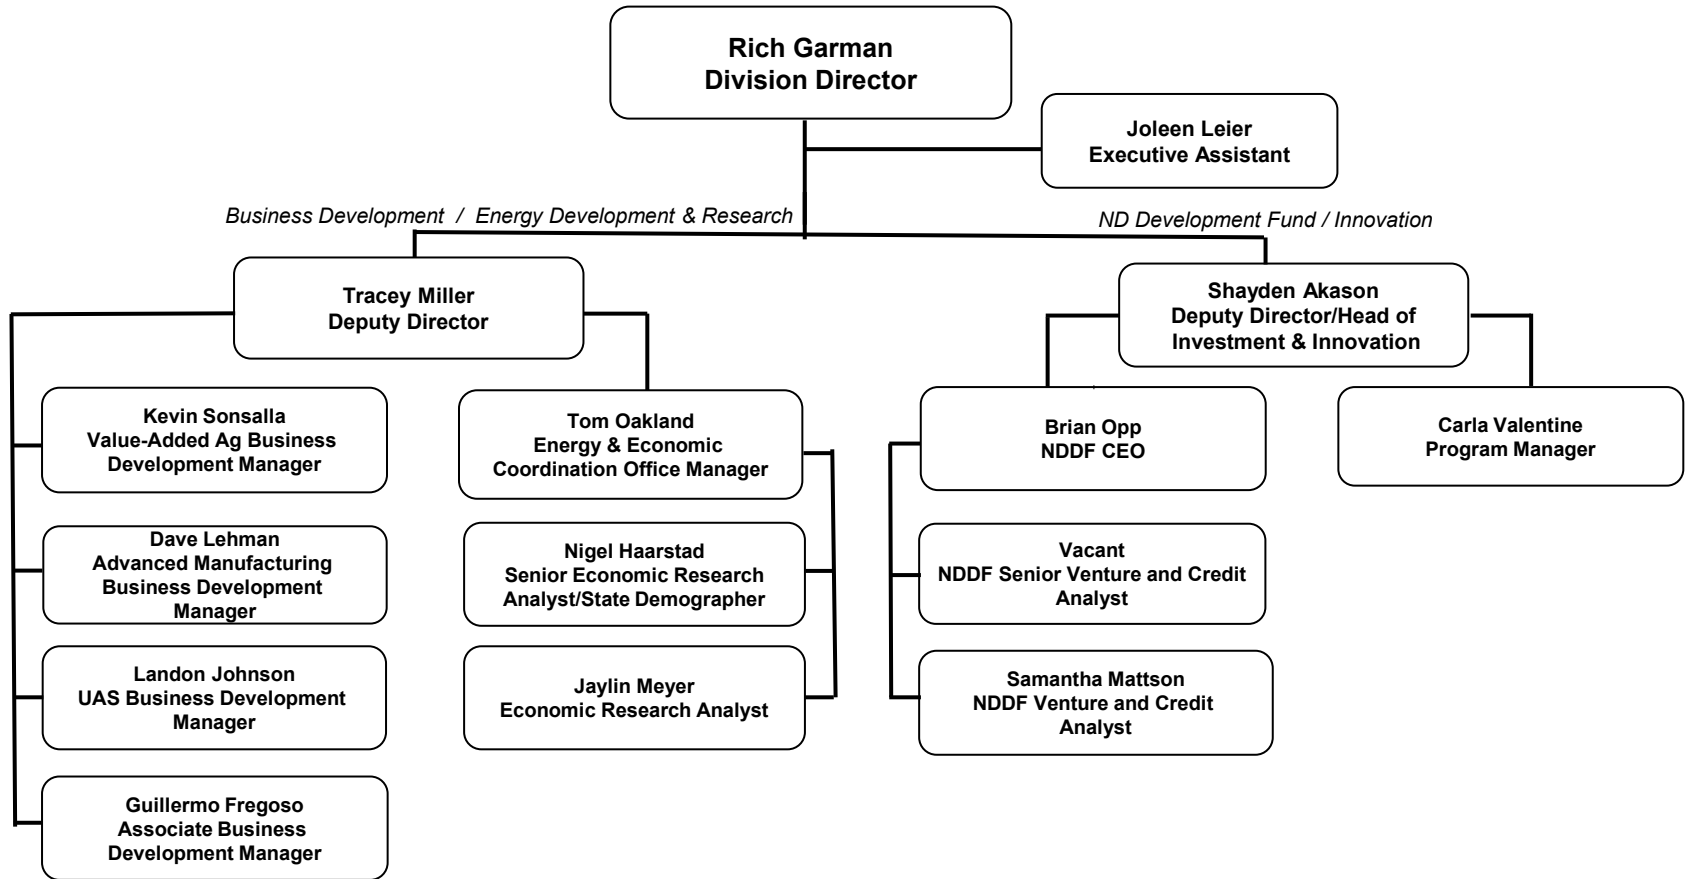 Rich Garman
Division Director
Joleen Leier
Executive Assistant
Business Development / Energy Development & Research
ND Development Fund / Innovation
Tracey Miller
Deputy Director
Shayden Akason
Deputy Director/Head of
Investment & Innovation
Kevin Sonsalla
Value-Added Ag Business
Development Manager
Tom Oakland
Energy & Economic
Coordination Office Manager
Brian Opp
NDDF CEO
Carla Valentine
Program Manager
Dave Lehman
Advanced Manufacturing
Business Development
Manager
Nigel Haarstad
Senior Economic Research
Analyst/State Demographer
Vacant
NDDF Senior Venture and Credit
Analyst
Landon Johnson
UAS Business Development
Manager
Jaylin Meyer
Economic Research Analyst
Samantha Mattson
NDDF Venture and Credit
Analyst
Guillermo Fregoso
Associate Business
Development Manager